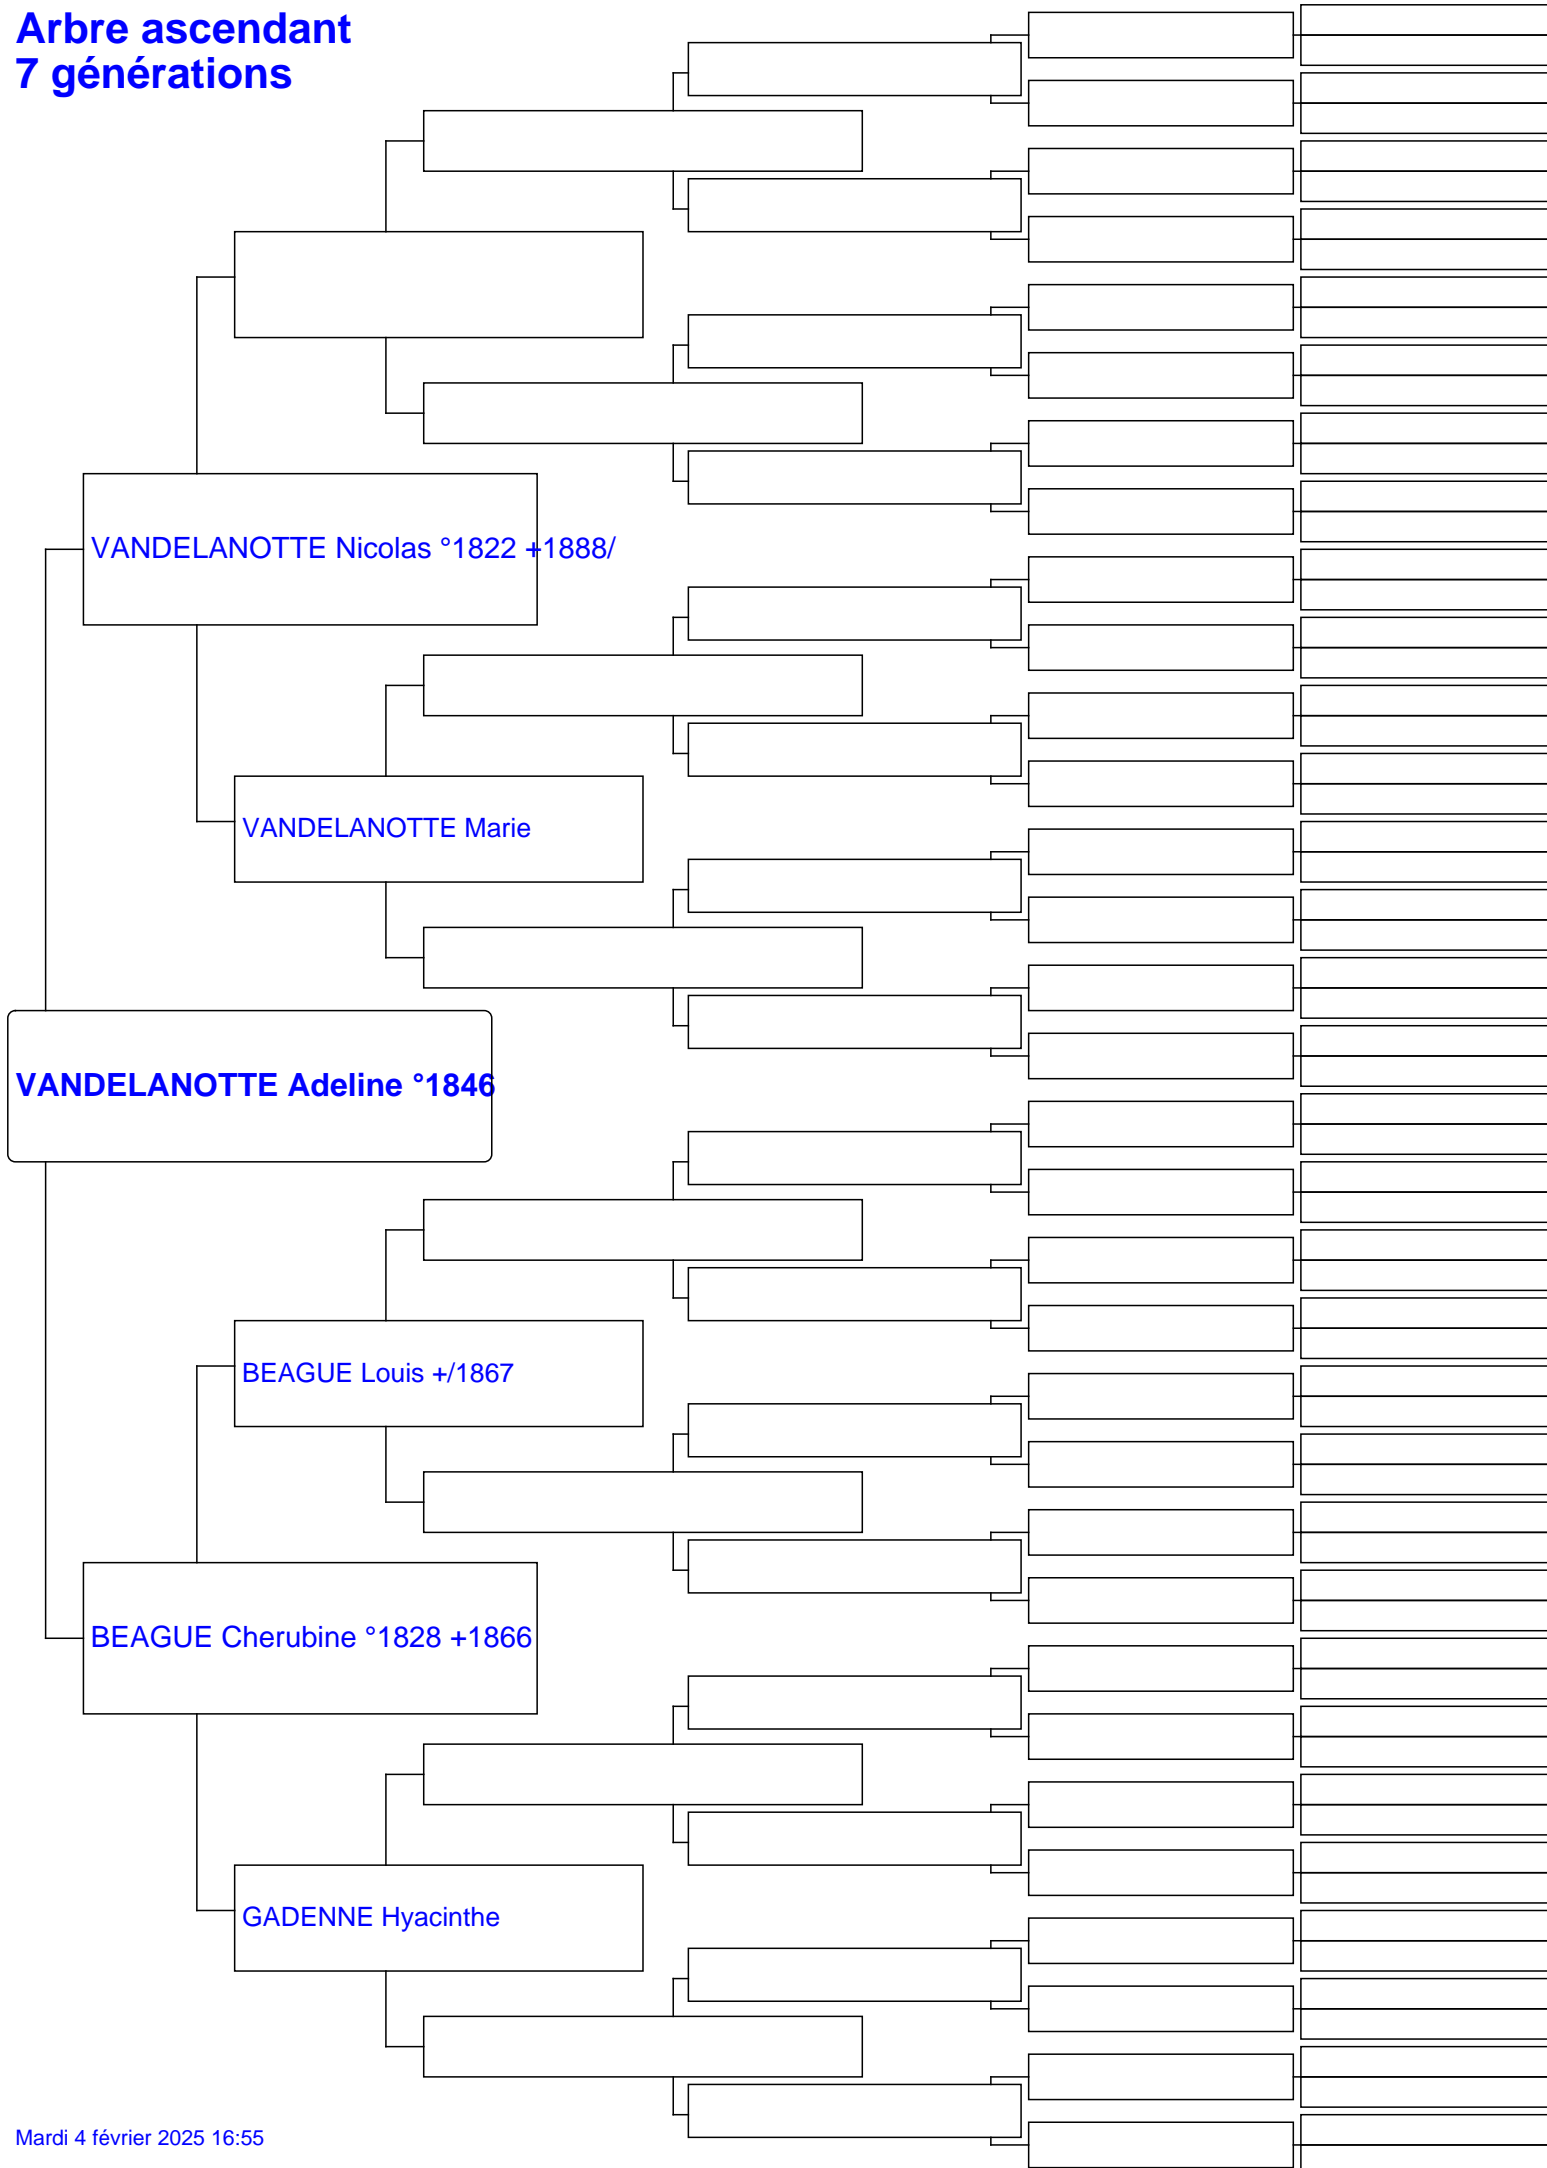 Arbre ascendant
7 générations
VANDELANOTTE Nicolas °1822 +1888/
VANDELANOTTE Marie
VANDELANOTTE Adeline °1846
BEAGUE Louis +/1867
BEAGUE Cherubine °1828 +1866
GADENNE Hyacinthe
Mardi 4 février 2025 16:55